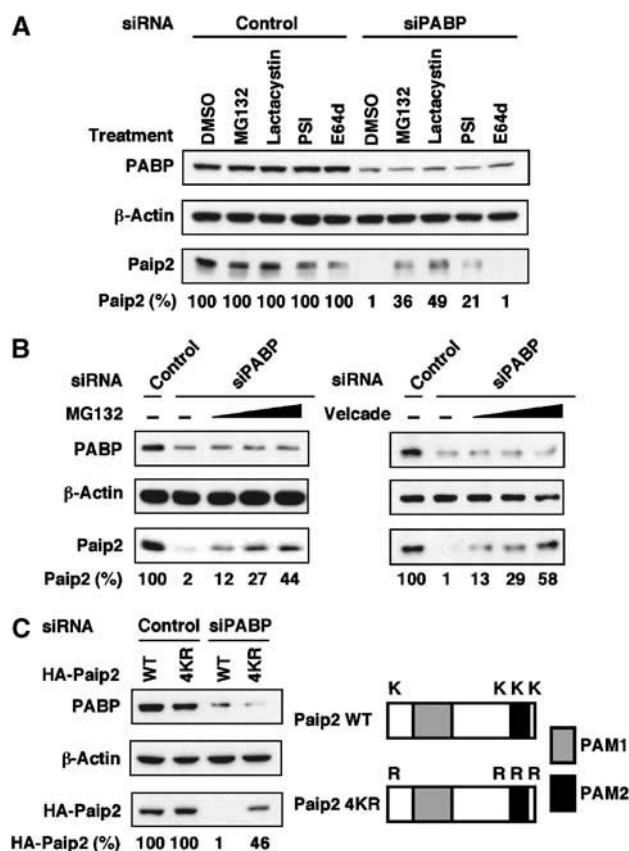 A
siRNA Control siPABP
Treatment DMSO MG132 Lactacystin PSI E64d DMSO MG132 Lactacystin PSI E64d
PABP
β-Actin
Paip2
Paip2 (%) 100 100 100 100 100 1 36 49 21 1
B
siRNA Control siPABP
MG132 – –
PABP
β-Actin
Paip2
Paip2 (%) 100 2 12 27 44
siRNA Control siPABP
Velcade – –
100 1 13 29 58
C
siRNA Control siPABP
HA-Paip2 WT 4KR WT 4KR
PABP
β-Actin
HA-Paip2
HA-Paip2 (%) 100 100 1 46
K K K K
Paip2 WT
R R R R
Paip2 4KR
PAM1
PAM2